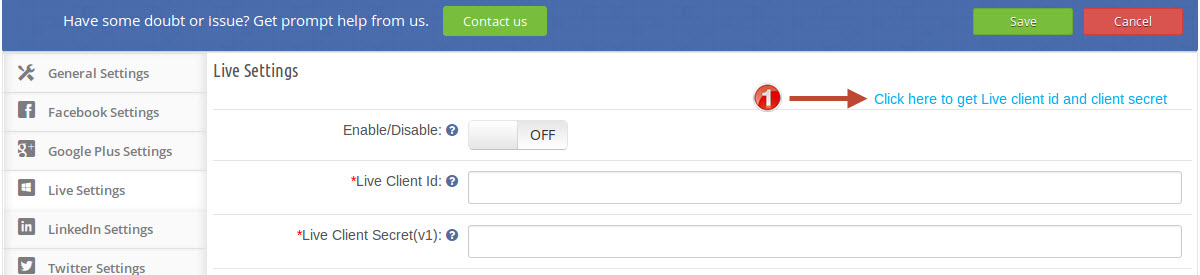 Have some doubt or issue? Get prompt help from us. Contact us Save Cancel
General Settings
Facebook Settings
Google Plus Settings
Live Settings
LinkedIn Settings
Twitter Settings
Live Settings
1 Click here to get Live client id and client secret
Enable/Disable: ? OFF
*Live Client Id: ?
*Live Client Secret(v1): ?